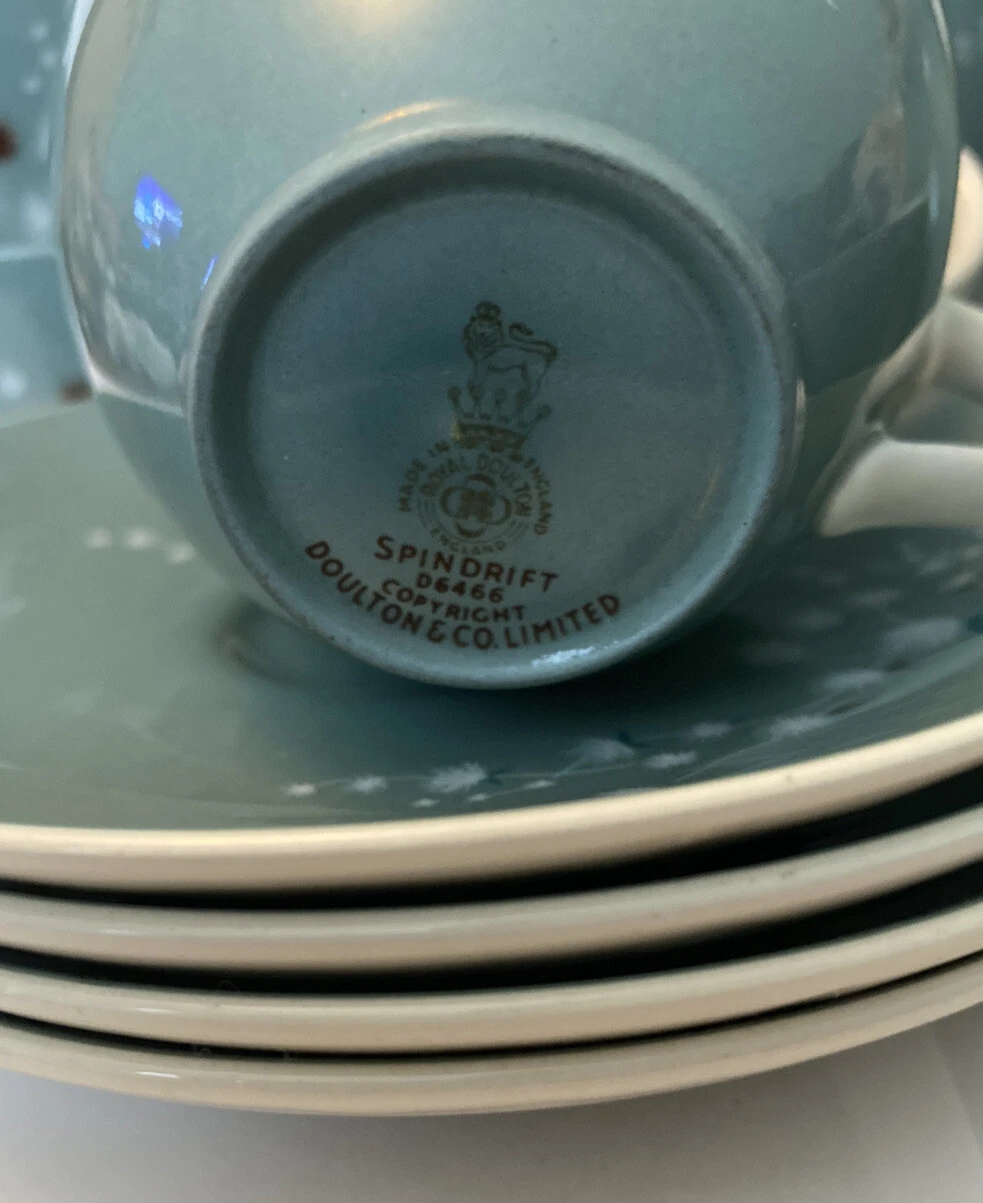 MADE IN ENGLAND
ROYAL DOULTON
ENGLAND
SPINDRIFT
D6466
COPYRIGHT
DOULTON & CO. LIMITED